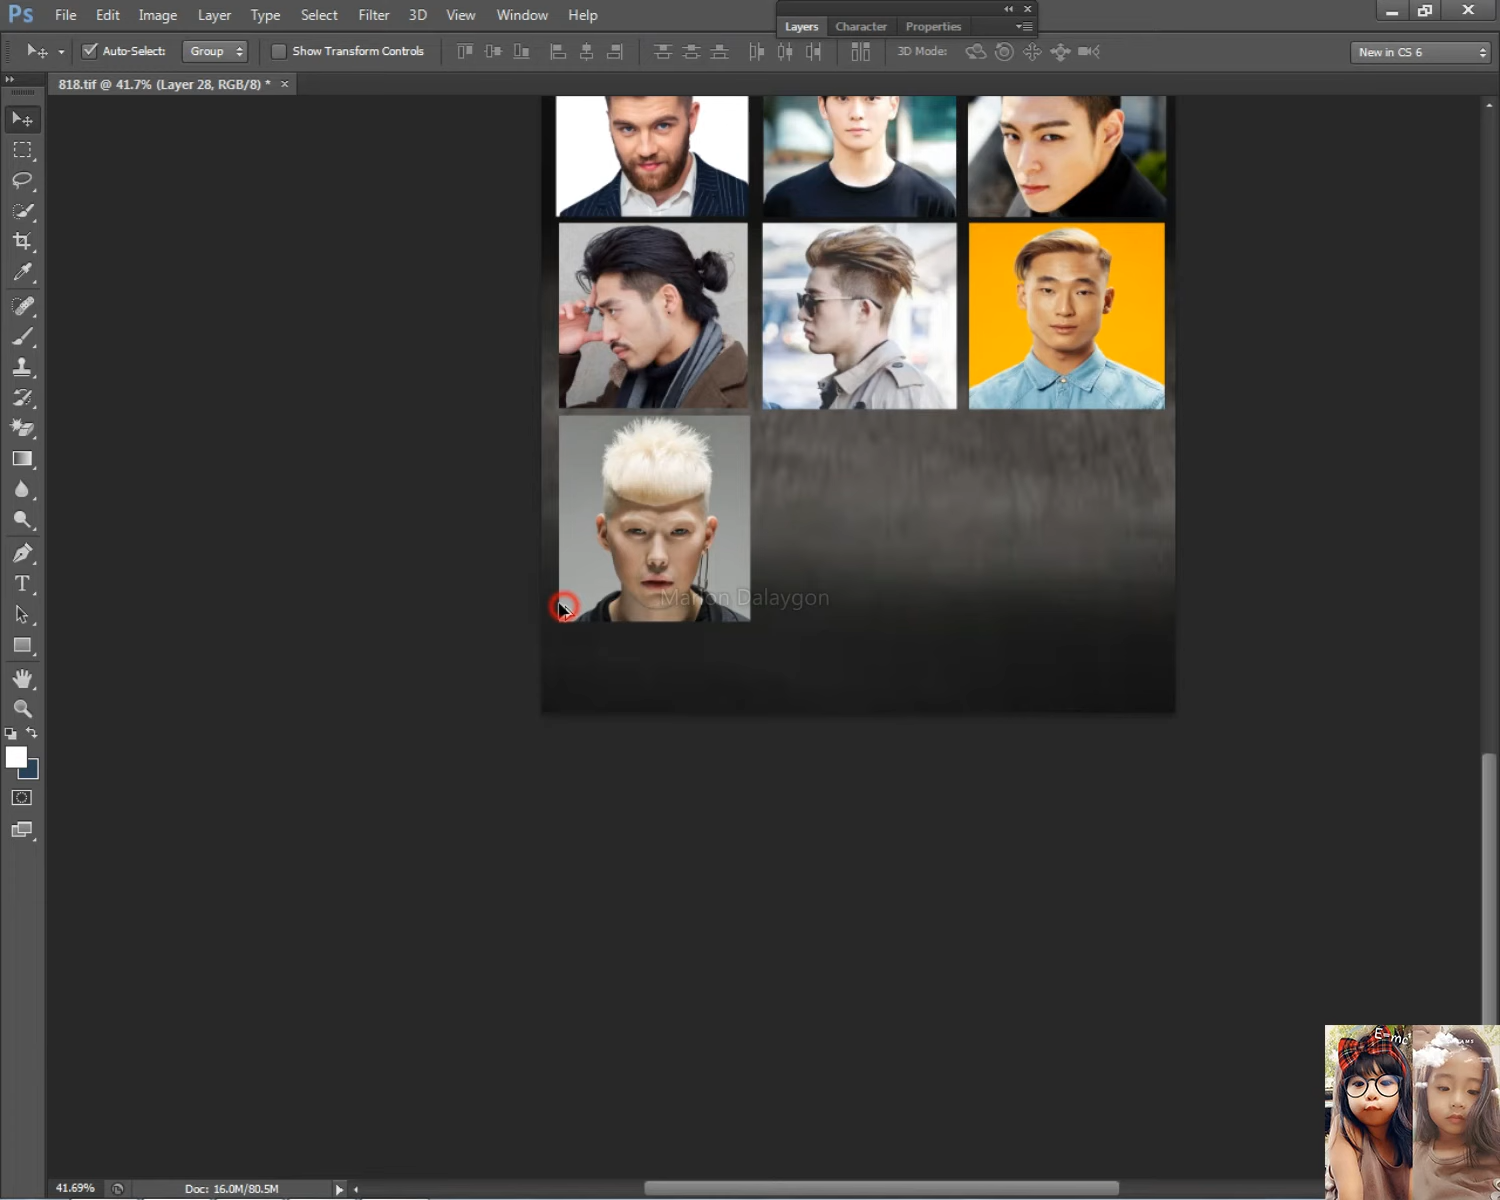 Ps File Edit Image Layer Type Select Filter 3D View Window Help
Layers Character Properties
Auto-Select: Group Show Transform Controls 3D Mode: New in CS 6
818.tif @ 41.7% (Layer 28, RGB/8) * ×
T
Marlon Dalaygon
E=mc²
41.69% Doc: 16.0M/80.5M